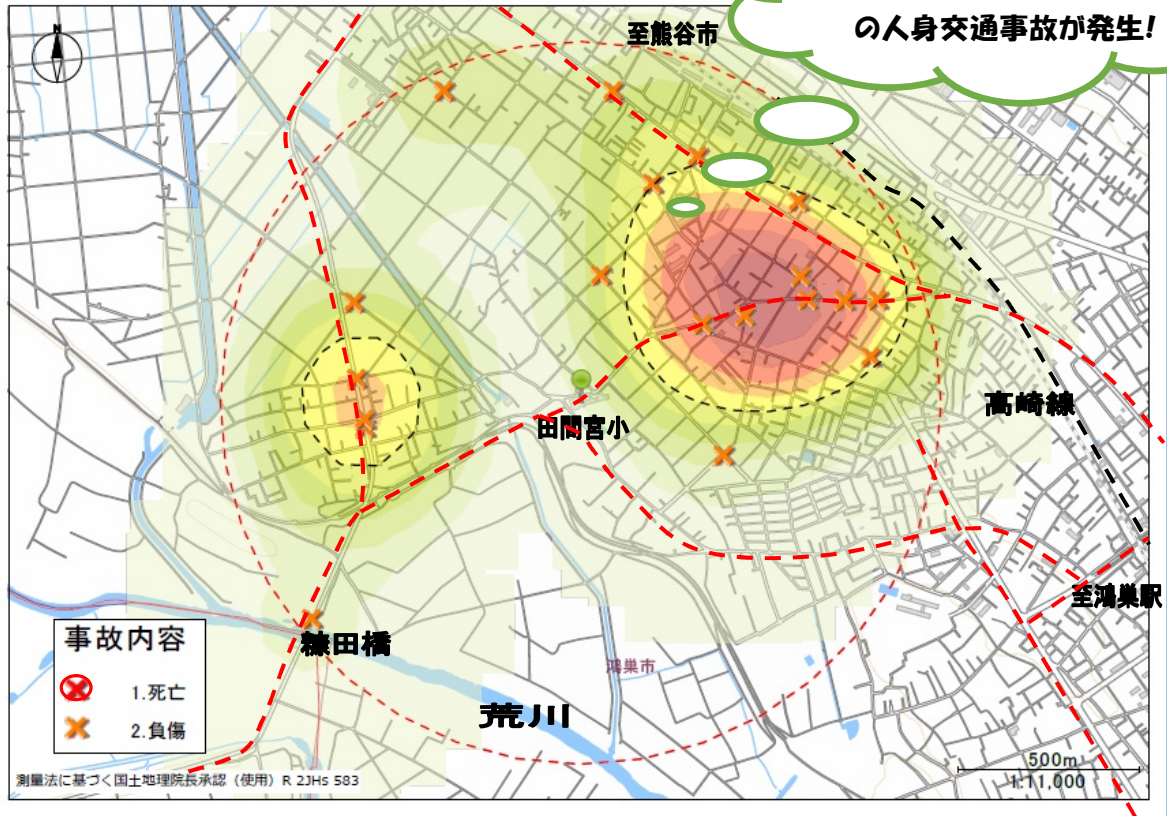 の人身交通事故が発生!
至熊谷市
N
高崎線
田間宮小
至鴻巣駅
糠田橋
鴻巣市
荒川
事故内容
1.死亡
2.負傷
500m
1:11,000
測量法に基づく国土地理院長承認（使用）R 2JHs 583